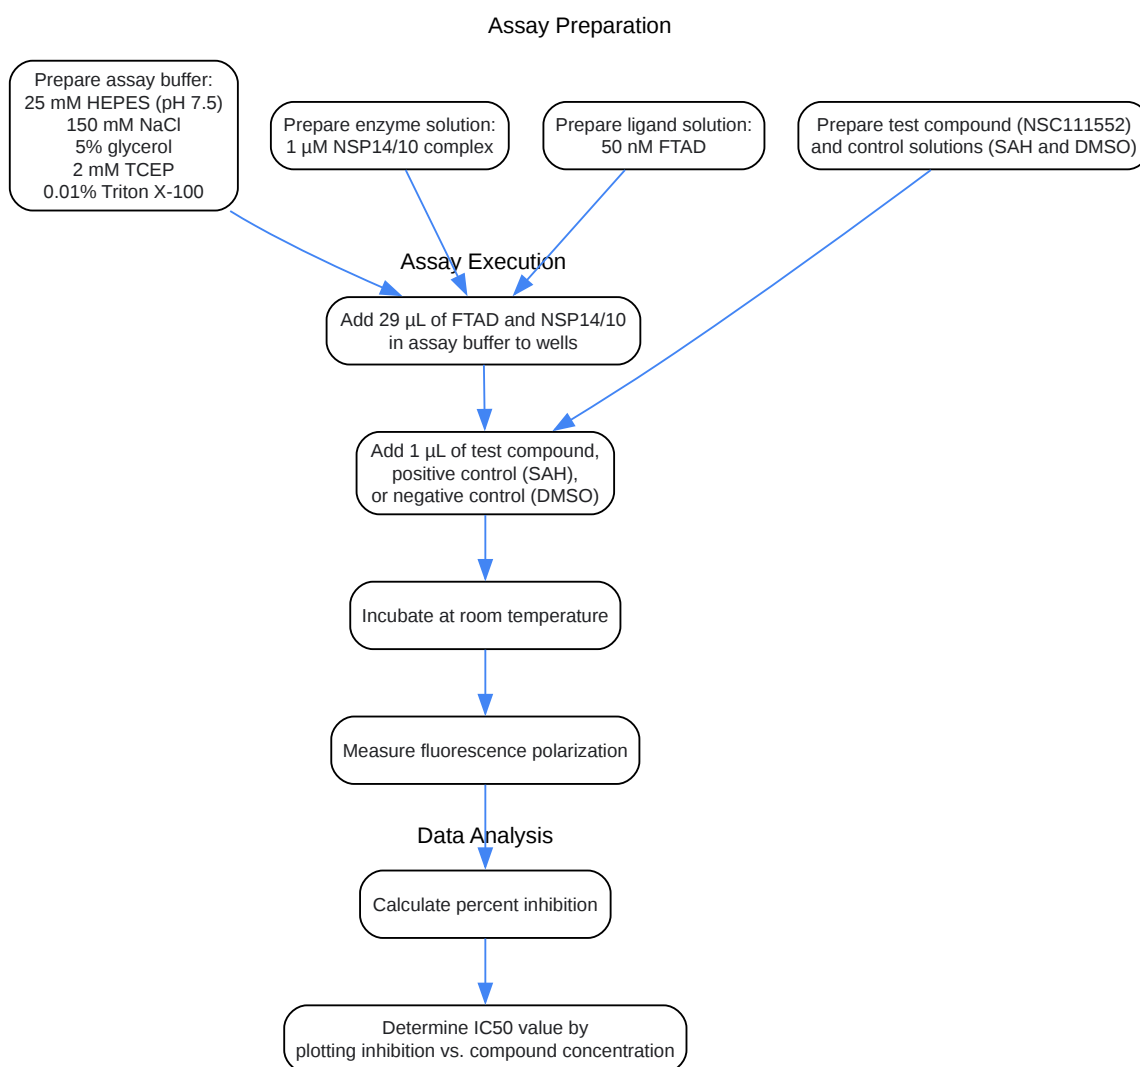 Assay Preparation
Prepare assay buffer:
25 mM HEPES (pH 7.5)
150 mM NaCl
5% glycerol
2 mM TCEP
0.01% Triton X-100
Prepare enzyme solution:
1 µM NSP14/10 complex
Prepare ligand solution:
50 nM FTAD
Prepare test compound (NSC111552)
and control solutions (SAH and DMSO)
Assay Execution
Add 29 µL of FTAD and NSP14/10
in assay buffer to wells
Add 1 µL of test compound,
positive control (SAH),
or negative control (DMSO)
Incubate at room temperature
Measure fluorescence polarization
Data Analysis
Calculate percent inhibition
Determine IC50 value by
plotting inhibition vs. compound concentration